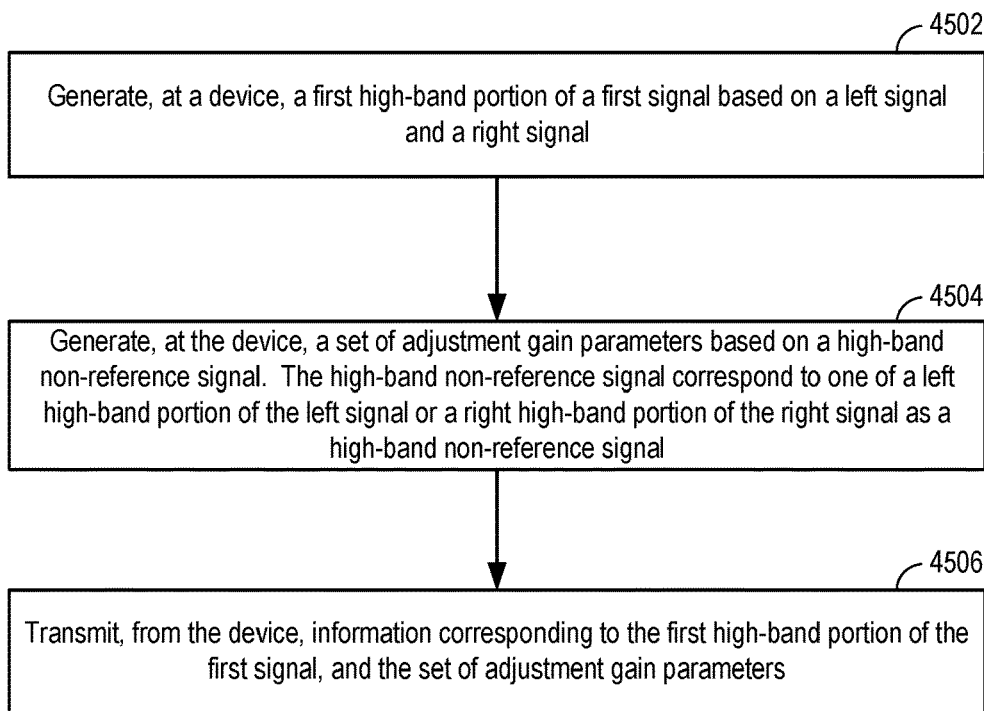 4502
Generate, at a device, a first high-band portion of a first signal based on a left signal
and a right signal
4504
Generate, at the device, a set of adjustment gain parameters based on a high-band
non-reference signal. The high-band non-reference signal correspond to one of a left
high-band portion of the left signal or a right high-band portion of the right signal as a
high-band non-reference signal
4506
Transmit, from the device, information corresponding to the first high-band portion of the
first signal, and the set of adjustment gain parameters